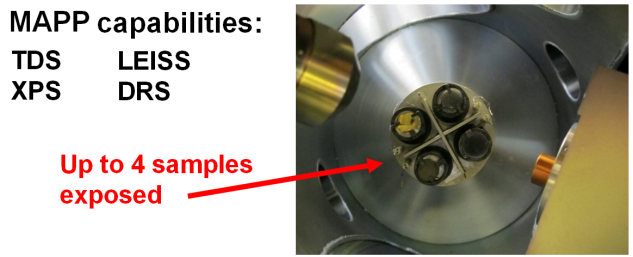 MAPP capabilities:
TDS LEISS
XPS DRS
Up to 4 samples
exposed